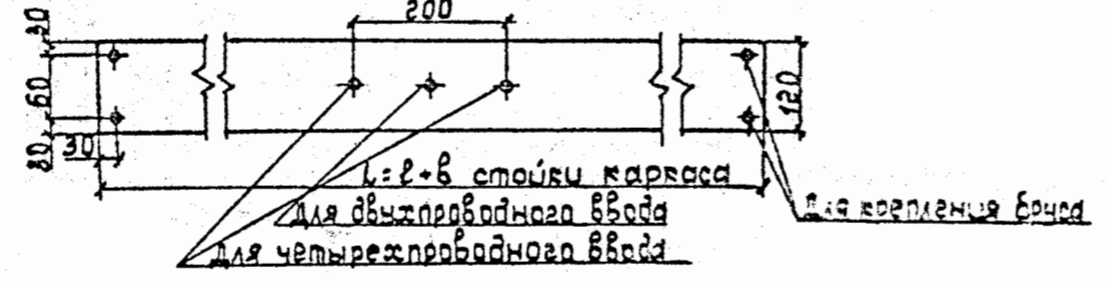 200
30
60
30
30
120
L=ℓ+в стойки каркаса
Для двухпроводного ввода
Для крепления бруса
Для четырехпроводного ввода